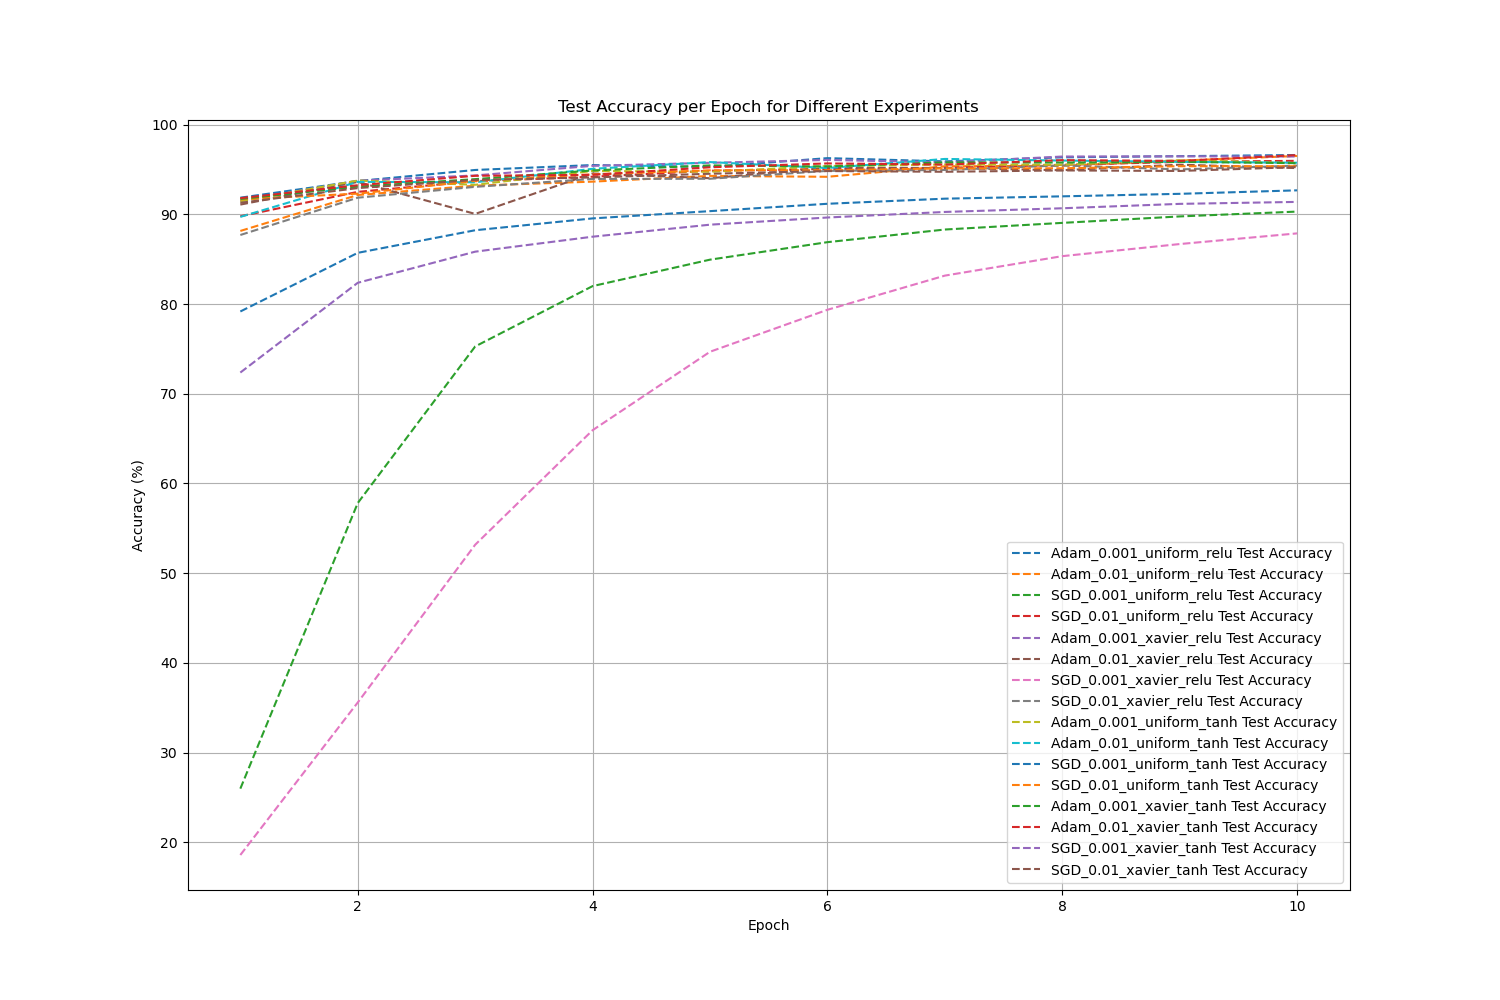 Test Accuracy per Epoch for Different Experiments
100
90
80
70
60
50
40
30
20
Accuracy (%)
Adam_0.001_uniform_relu Test Accuracy
Adam_0.01_uniform_relu Test Accuracy
SGD_0.001_uniform_relu Test Accuracy
SGD_0.01_uniform_relu Test Accuracy
Adam_0.001_xavier_relu Test Accuracy
Adam_0.01_xavier_relu Test Accuracy
SGD_0.001_xavier_relu Test Accuracy
SGD_0.01_xavier_relu Test Accuracy
Adam_0.001_uniform_tanh Test Accuracy
Adam_0.01_uniform_tanh Test Accuracy
SGD_0.001_uniform_tanh Test Accuracy
SGD_0.01_uniform_tanh Test Accuracy
Adam_0.001_xavier_tanh Test Accuracy
Adam_0.01_xavier_tanh Test Accuracy
SGD_0.001_xavier_tanh Test Accuracy
SGD_0.01_xavier_tanh Test Accuracy
2 4 6 8 10
Epoch